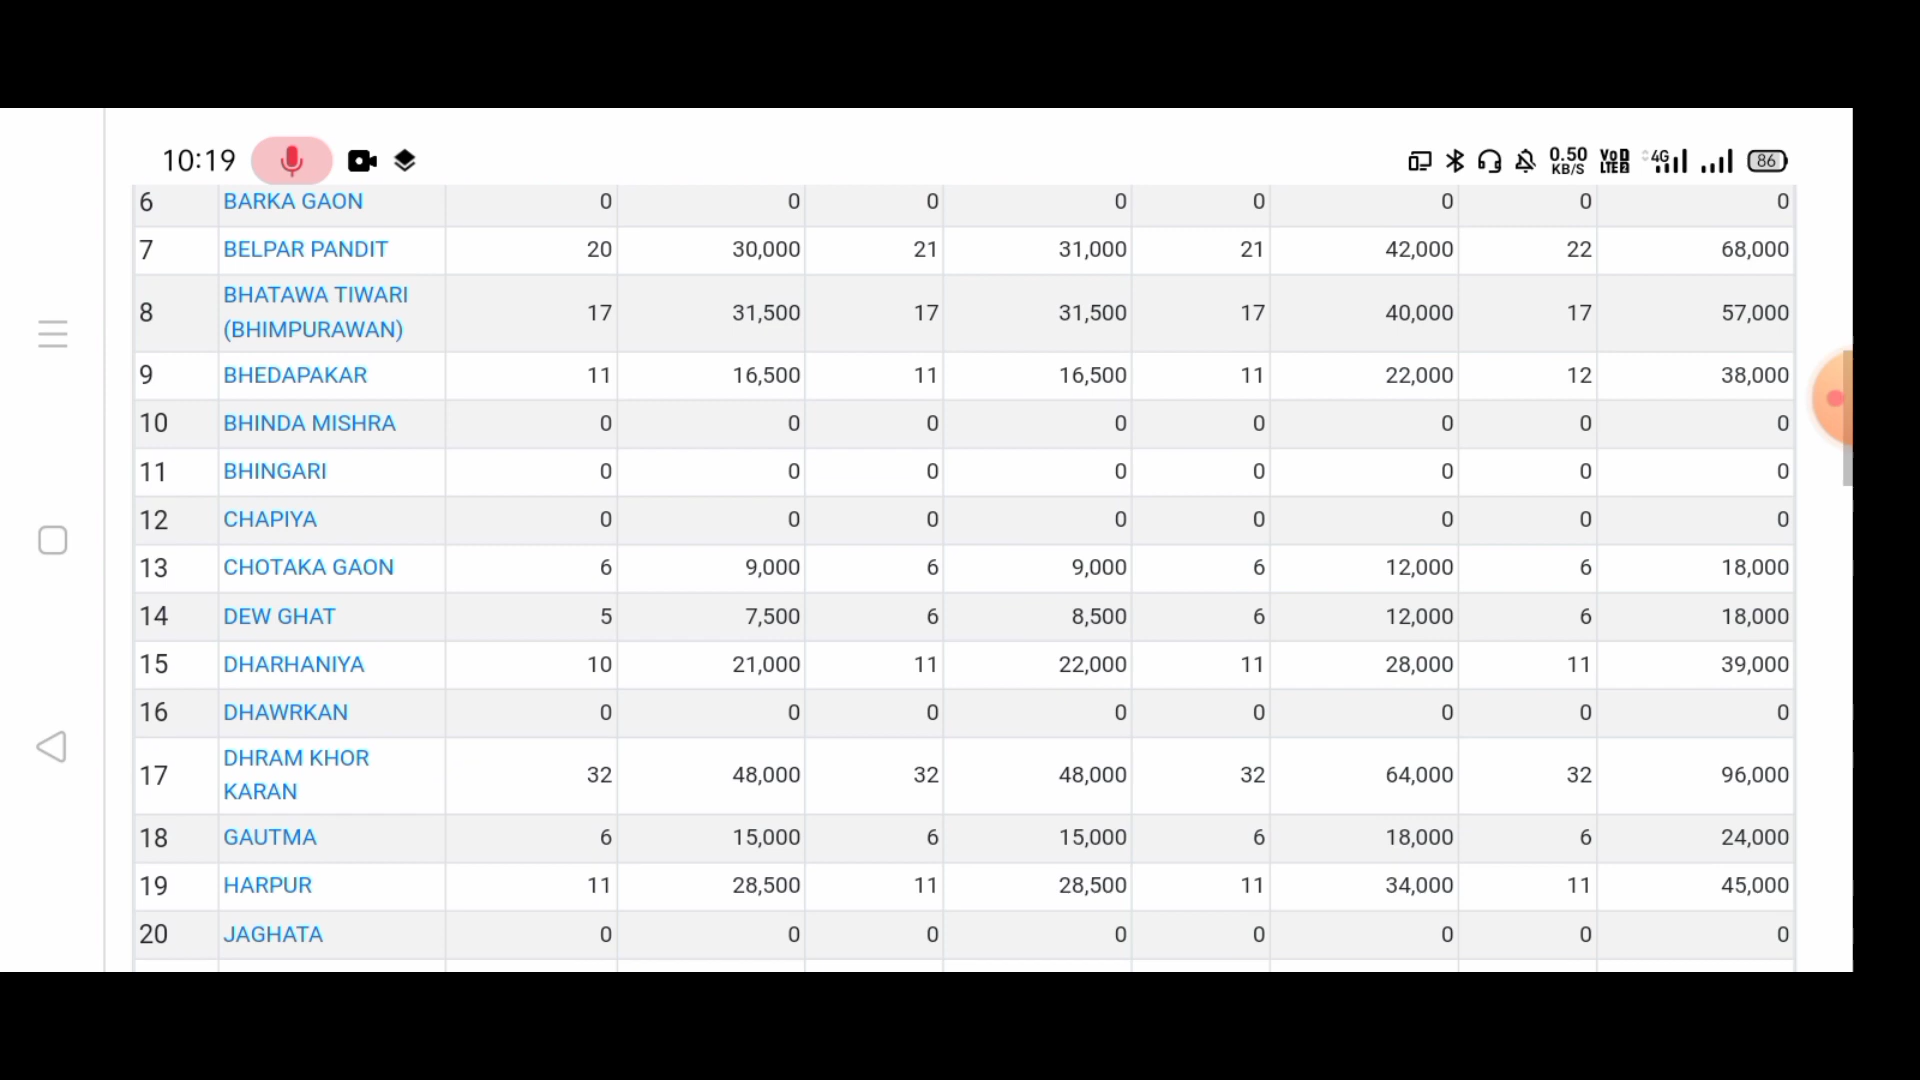 10:19 0.50 KB/S VoD LTE2 4G 86
6 BARKA GAON 0 0 0 0 0 0 0 0
7 BELPAR PANDIT 20 30,000 21 31,000 21 42,000 22 68,000
8 BHATAWA TIWARI (BHIMPURAWAN) 17 31,500 17 31,500 17 40,000 17 57,000
9 BHEDAPAKAR 11 16,500 11 16,500 11 22,000 12 38,000
10 BHINDA MISHRA 0 0 0 0 0 0 0 0
11 BHINGARI 0 0 0 0 0 0 0 0
12 CHAPIYA 0 0 0 0 0 0 0 0
13 CHOTAKA GAON 6 9,000 6 9,000 6 12,000 6 18,000
14 DEW GHAT 5 7,500 6 8,500 6 12,000 6 18,000
15 DHARHANIYA 10 21,000 11 22,000 11 28,000 11 39,000
16 DHAWRKAN 0 0 0 0 0 0 0 0
17 DHRAM KHOR KARAN 32 48,000 32 48,000 32 64,000 32 96,000
18 GAUTMA 6 15,000 6 15,000 6 18,000 6 24,000
19 HARPUR 11 28,500 11 28,500 11 34,000 11 45,000
20 JAGHATA 0 0 0 0 0 0 0 0